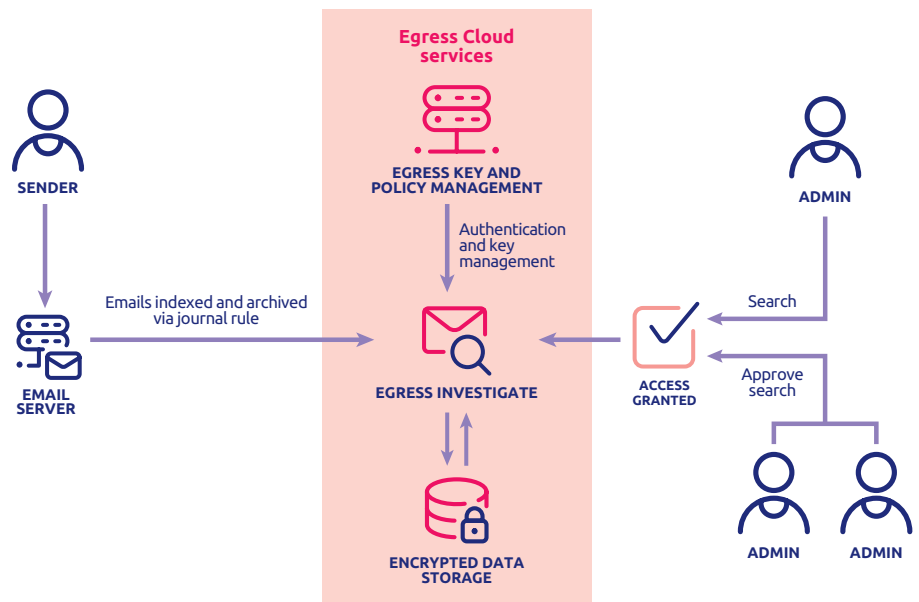 Egress Cloud
services
SENDER
EGRESS KEY AND
POLICY MANAGEMENT
ADMIN
Authentication
and key
management
Emails indexed and archived
via journal rule
Search
EMAIL
SERVER
EGRESS INVESTIGATE
ACCESS
GRANTED
Approve
search
ENCRYPTED DATA
STORAGE
ADMIN
ADMIN